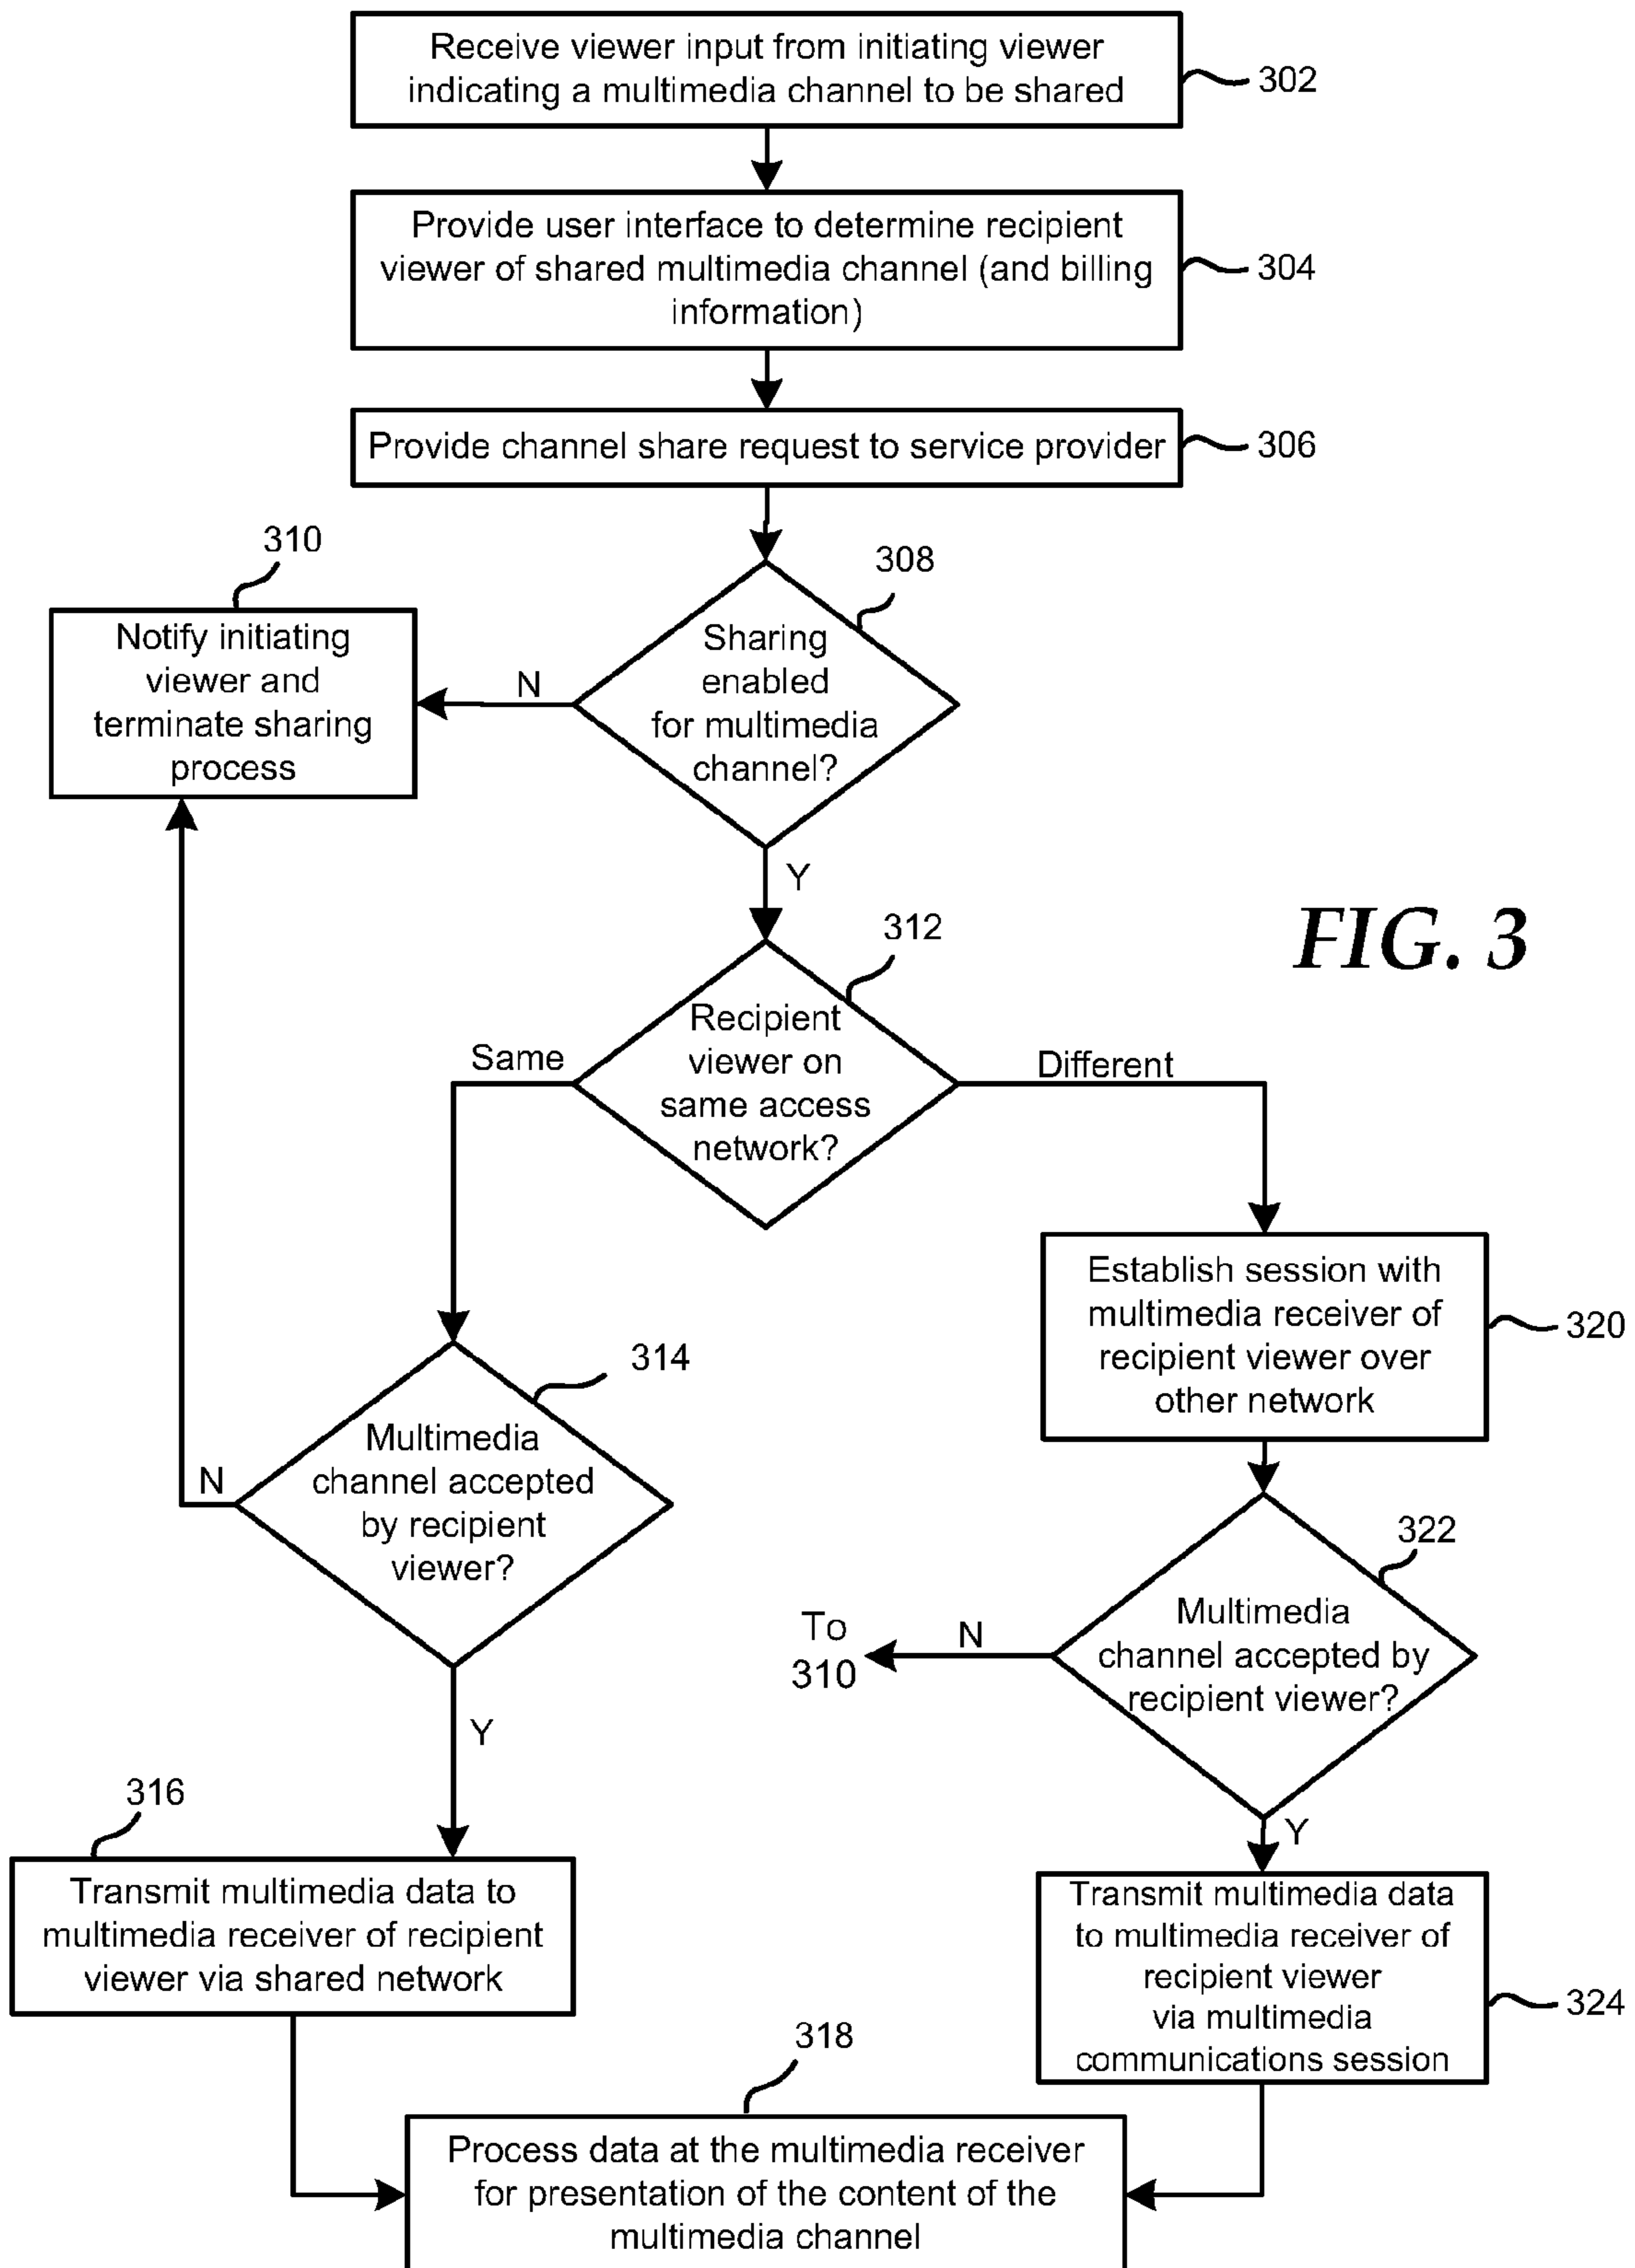 Receive viewer input from initiating viewer
indicating a multimedia channel to be shared
302
Provide user interface to determine recipient
viewer of shared multimedia channel (and billing
information)
304
Provide channel share request to service provider
306
310
Notify initiating
viewer and
terminate sharing
process
N
308
Sharing
enabled
for multimedia
channel?
Y
FIG. 3
312
Recipient
viewer on
same access
network?
Same
Different
Establish session with
multimedia receiver of
recipient viewer over
other network
320
314
Multimedia
channel accepted
by recipient
viewer?
N
Y
322
Multimedia
channel accepted by
recipient viewer?
N
To
310
Y
316
Transmit multimedia data to
multimedia receiver of recipient
viewer via shared network
Transmit multimedia data
to multimedia receiver of
recipient viewer
via multimedia
communications session
324
318
Process data at the multimedia receiver
for presentation of the content of the
multimedia channel